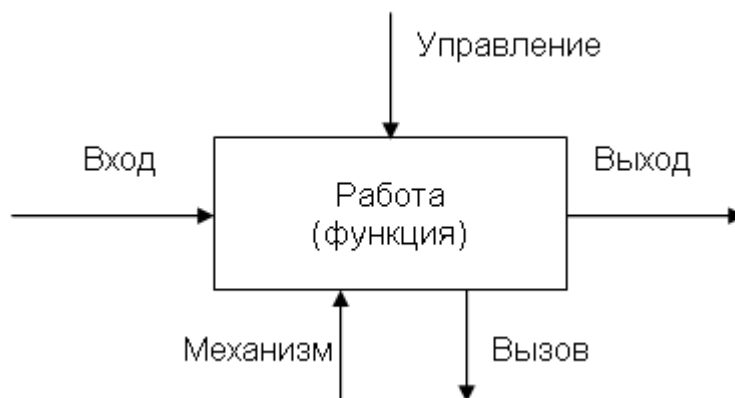 Управление
Вход
Выход
Работа
(функция)
Механизм
Вызов